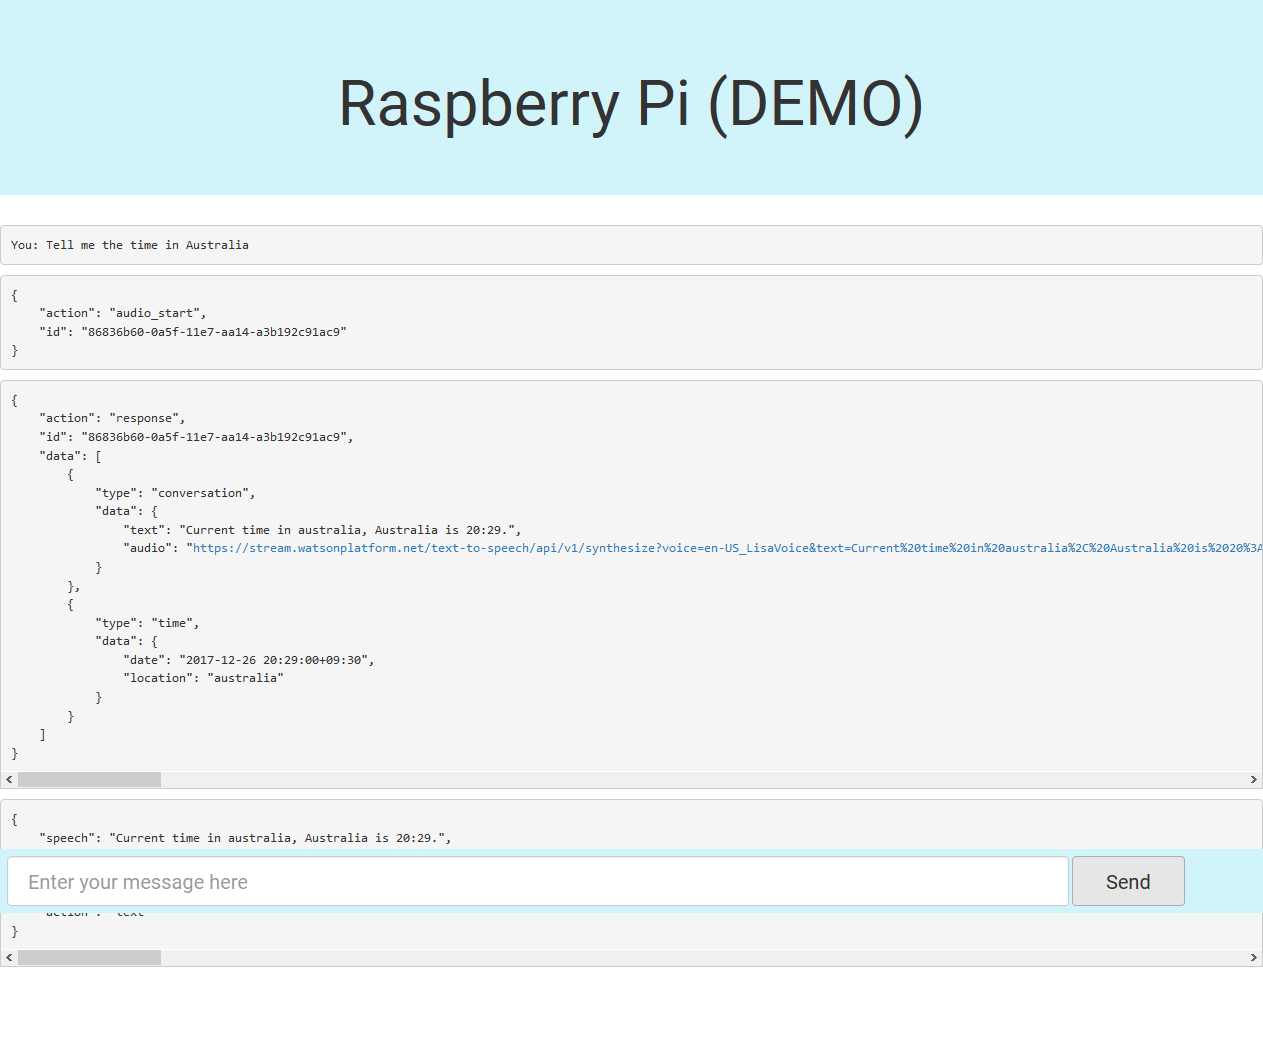 Raspberry Pi (DEMO)
You: Tell me the time in Australia
{
    "action": "audio_start",
    "id": "86836b60-0a5f-11e7-aa14-a3b192c91ac9"
}
{
    "action": "response",
    "id": "86836b60-0a5f-11e7-aa14-a3b192c91ac9",
    "data": [
        {
            "type": "conversation",
            "data": {
                "text": "Current time in australia, Australia is 20:29.",
                "audio": "https://stream.watsonplatform.net/text-to-speech/api/v1/synthesize?voice=en-US_LisaVoice&text=Current%20time%20in%20australia%2C%20Australia%20is%2020%3A
            }
        },
        {
            "type": "time",
            "data": {
                "date": "2017-12-26 20:29:00+09:30",
                "location": "australia"
            }
        }
    ]
}
{
    "speech": "Current time in australia, Australia is 20:29.",
Enter your message here
Send
}